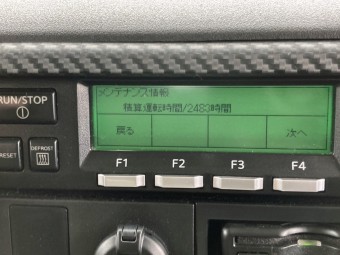 メンテナンス情報
積算運転時間/2483時間
戻る 次へ
RUN/STOP
RESET
DEFROST
F1 F2 F3 F4